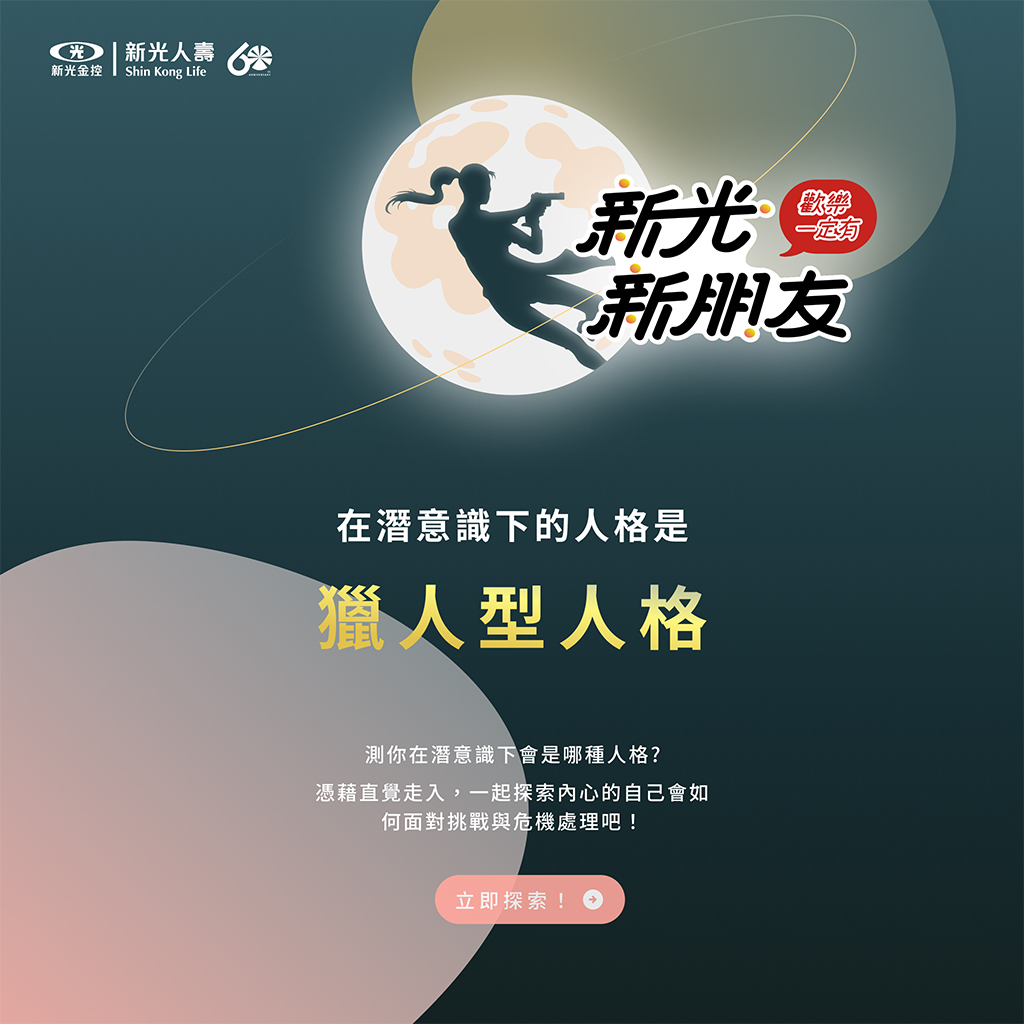 新光金控
新光人壽
Shin Kong Life
60
ANNIVERSARY
新光
歡樂
一定有
新朋友
在潛意識下的人格是
獵人型人格
測你在潛意識下會是哪種人格?
憑藉直覺走入，一起探索內心的自己會如
何面對挑戰與危機處理吧！
立即探索！